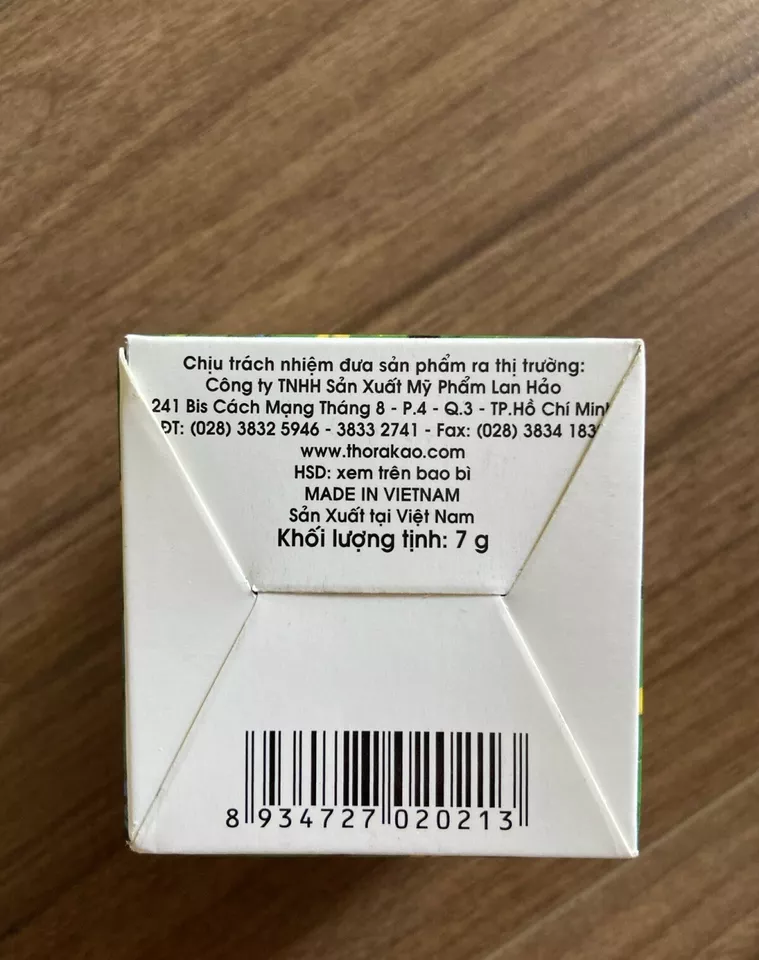 Chịu trách nhiệm đưa sản phẩm ra thị trường:
Công ty TNHH Sản Xuất Mỹ Phẩm Lan Hảo
241 Bis Cách Mạng Tháng 8 - P.4 - Q.3 - TP.Hồ Chí Minh
ĐT: (028) 3832 5946 - 3833 2741 - Fax: (028) 3834
www.thorakao.com
HSD: xem trên bao bì
MADE IN VIETNAM
Sản Xuất tại Việt Nam
Khối lượng tịnh: 7 g
8 934727 020213